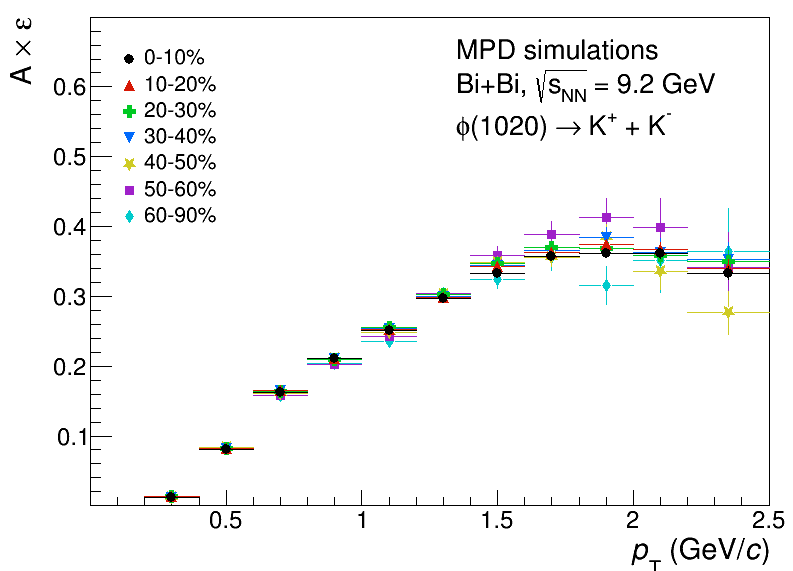 A × ε
0.6
0.5
0.4
0.3
0.2
0.1
0-10%
10-20%
20-30%
30-40%
40-50%
50-60%
60-90%
MPD simulations
Bi+Bi, √sNN = 9.2 GeV
ϕ(1020) → K⁺ + K⁻
0.5 1 1.5 2 2.5
pT (GeV/c)